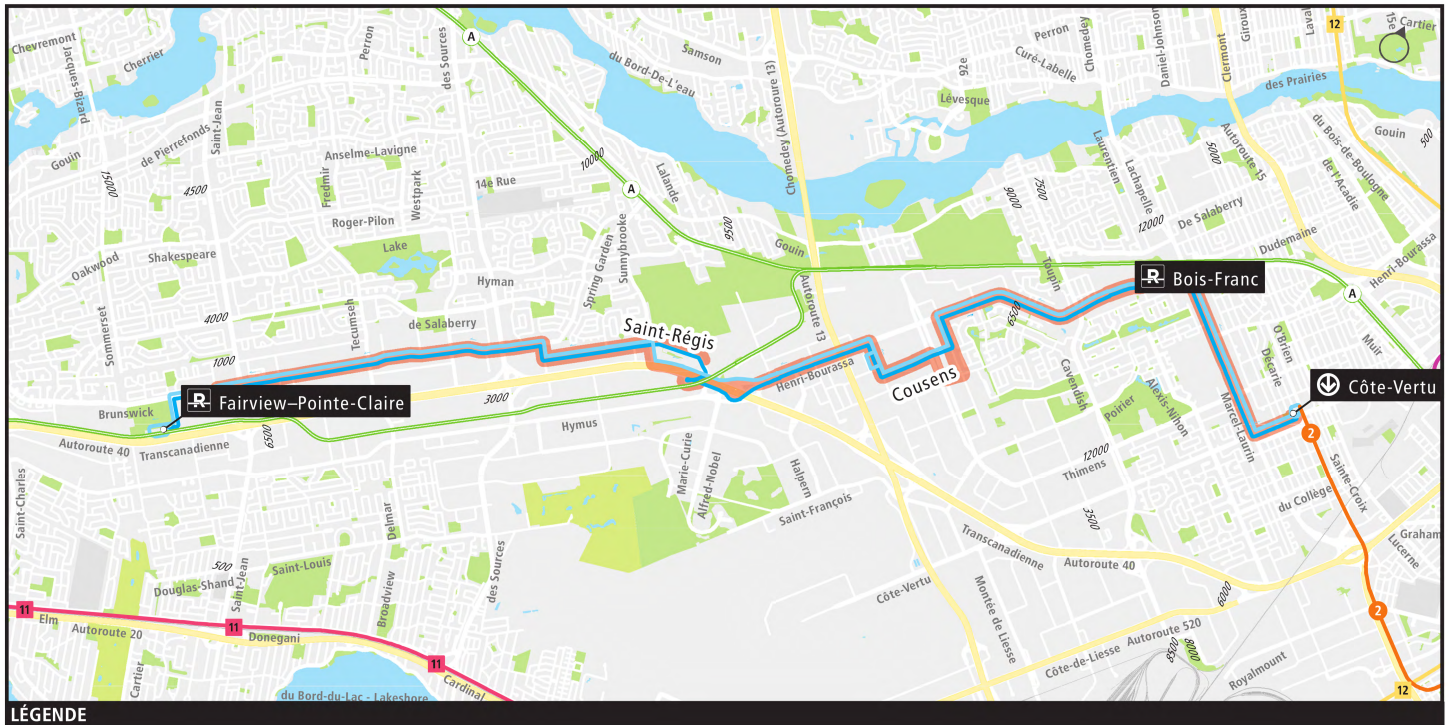 Chevremont
Jacques-Bizard
Cherrier
Perron
des Sources
A
Samson
du Bord-De-L'eau
Chomedey (Autoroute 13)
92e
Perron
Curé-Labelle
Chomedey
Daniel-Johnson
Giroux
Clermont
Laval
12
15e
Cartier
Lévesque
des Prairies
Gouin
15000
de Pierrefonds
Saint-Jean
4500
Anselme-Lavigne
Fredmir
Westpark
14e Rue
10000
A
Lalande
9500
Gouin
9000
7500
Laurentien
Lachapelle
12000
De Salaberry
5000
Autoroute 15
du Bois-de-Boulogne
de l'Acadie
Gouin
500
Dudemaine
Henri-Bourassa
Roger-Pilon
Lake
Oakwood
Shakespeare
Hyman
Spring Garden
Sunnybrooke
Autoroute 13
Toupin
6500
Bois-Franc
A
Muir
Sommerset
4000
1000
Tecumseh
de Salaberry
Saint-Régis
Henri-Bourassa
Cousens
Cavendish
Poirier
Alexis-Nihon
O'Brien
Décarie
Marcel-Laurin
Côte-Vertu
2
Brunswick
Fairview–Pointe-Claire
3000
Hymus
6500
Autoroute 40
Transcanadienne
Marie-Curie
Alfred-Nobel
Halpern
Saint-François
12000
Thimens
3500
Sainte-Croix
du Collège
Graham
Lucerne
Saint-Charles
Delmar
des Sources
Transcanadienne
Autoroute 40
500
Douglas-Shand
Saint-Louis
Saint-Jean
Broadview
Côte-Vertu
Montée de Liesse
6000
2
11
Elm
Autoroute 20
11
Donegani
11
Cardinal
Cartier
du Bord-du-Lac - Lakeshore
Côte-de-Liesse
Autoroute 520
8500
8000
Royalmount
12
LÉGENDE